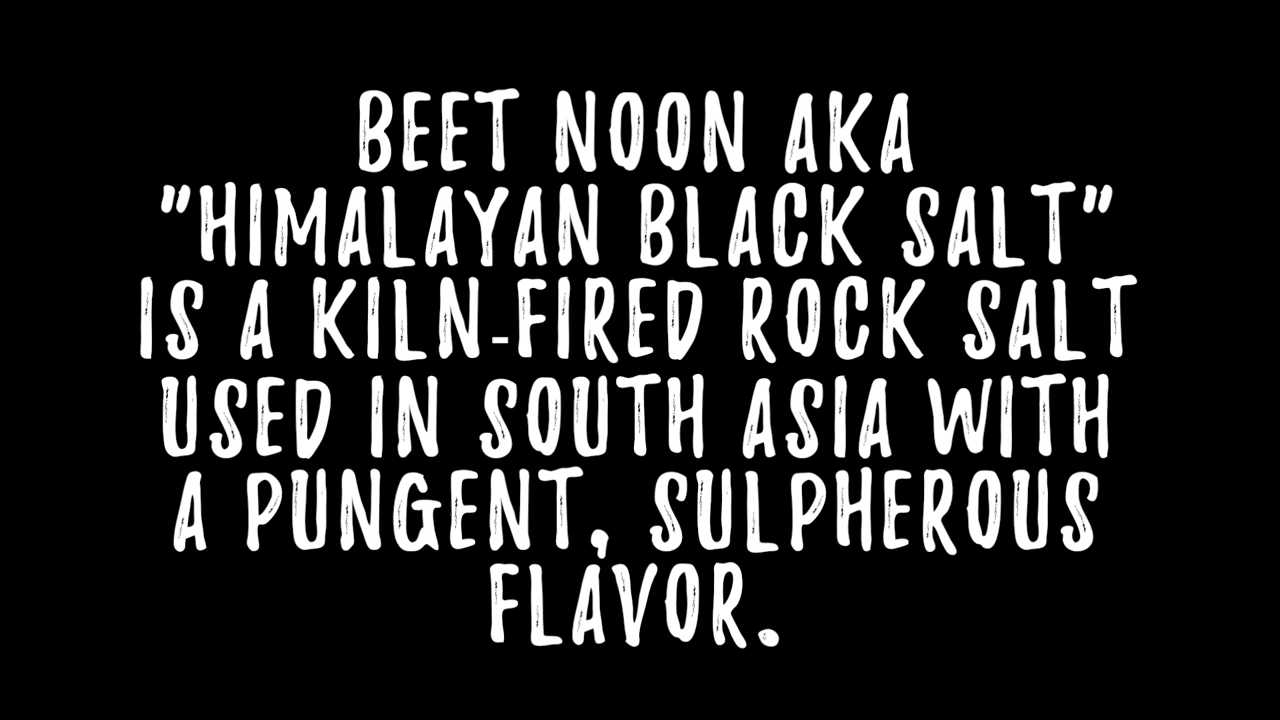 BEET NOON AKA
"HIMALAYAN BLACK SALT"
IS A KILN-FIRED ROCK SALT
USED IN SOUTH ASIA WITH
A PUNGENT, SULPHEROUS
FLAVOR.